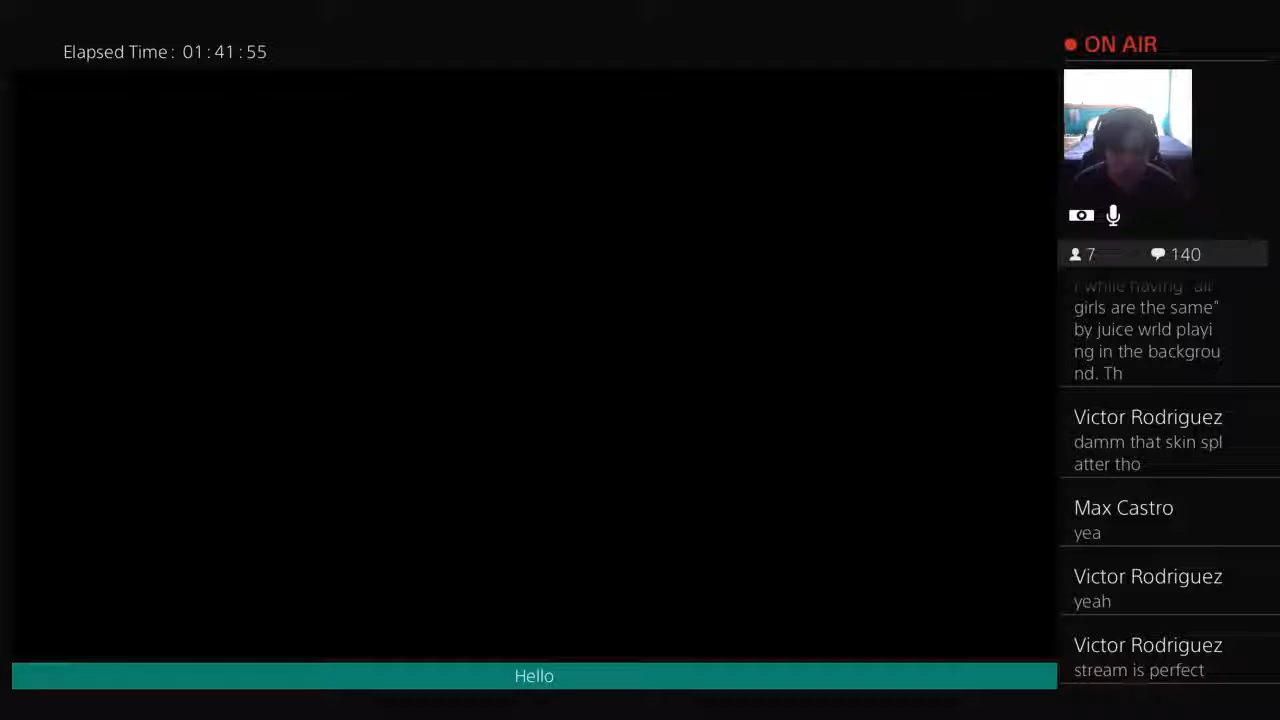 Elapsed Time: 01:41:55
ON AIR
7
140
girls are the same"
by juice wrld playi
ng in the backgrou
nd. Th
Victor Rodriguez
damm that skin spl
atter tho
Max Castro
yea
Victor Rodriguez
yeah
Victor Rodriguez
stream is perfect
Hello